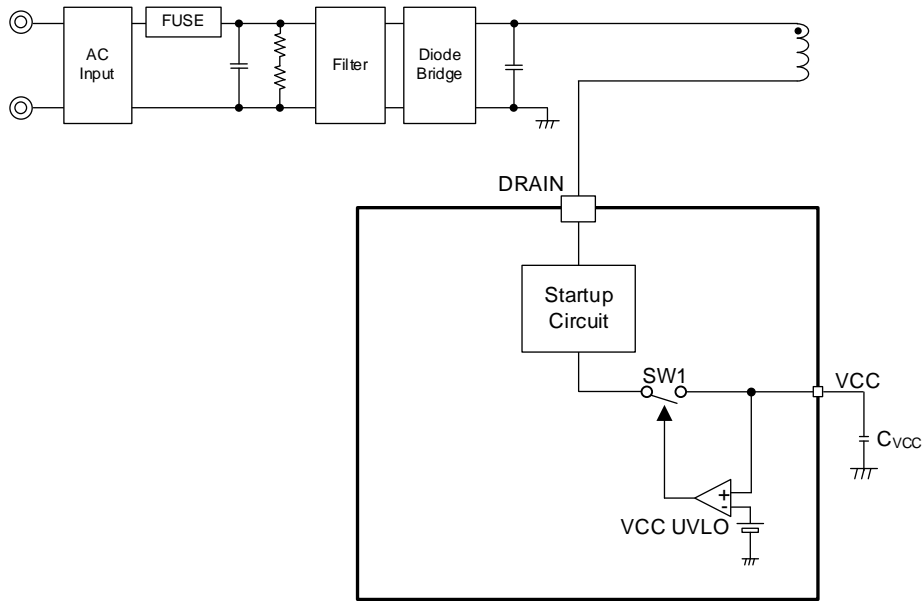 FUSE
AC
Input
Filter
Diode
Bridge
DRAIN
Startup
Circuit
SW1
VCC
CVCC
+
-
VCC UVLO